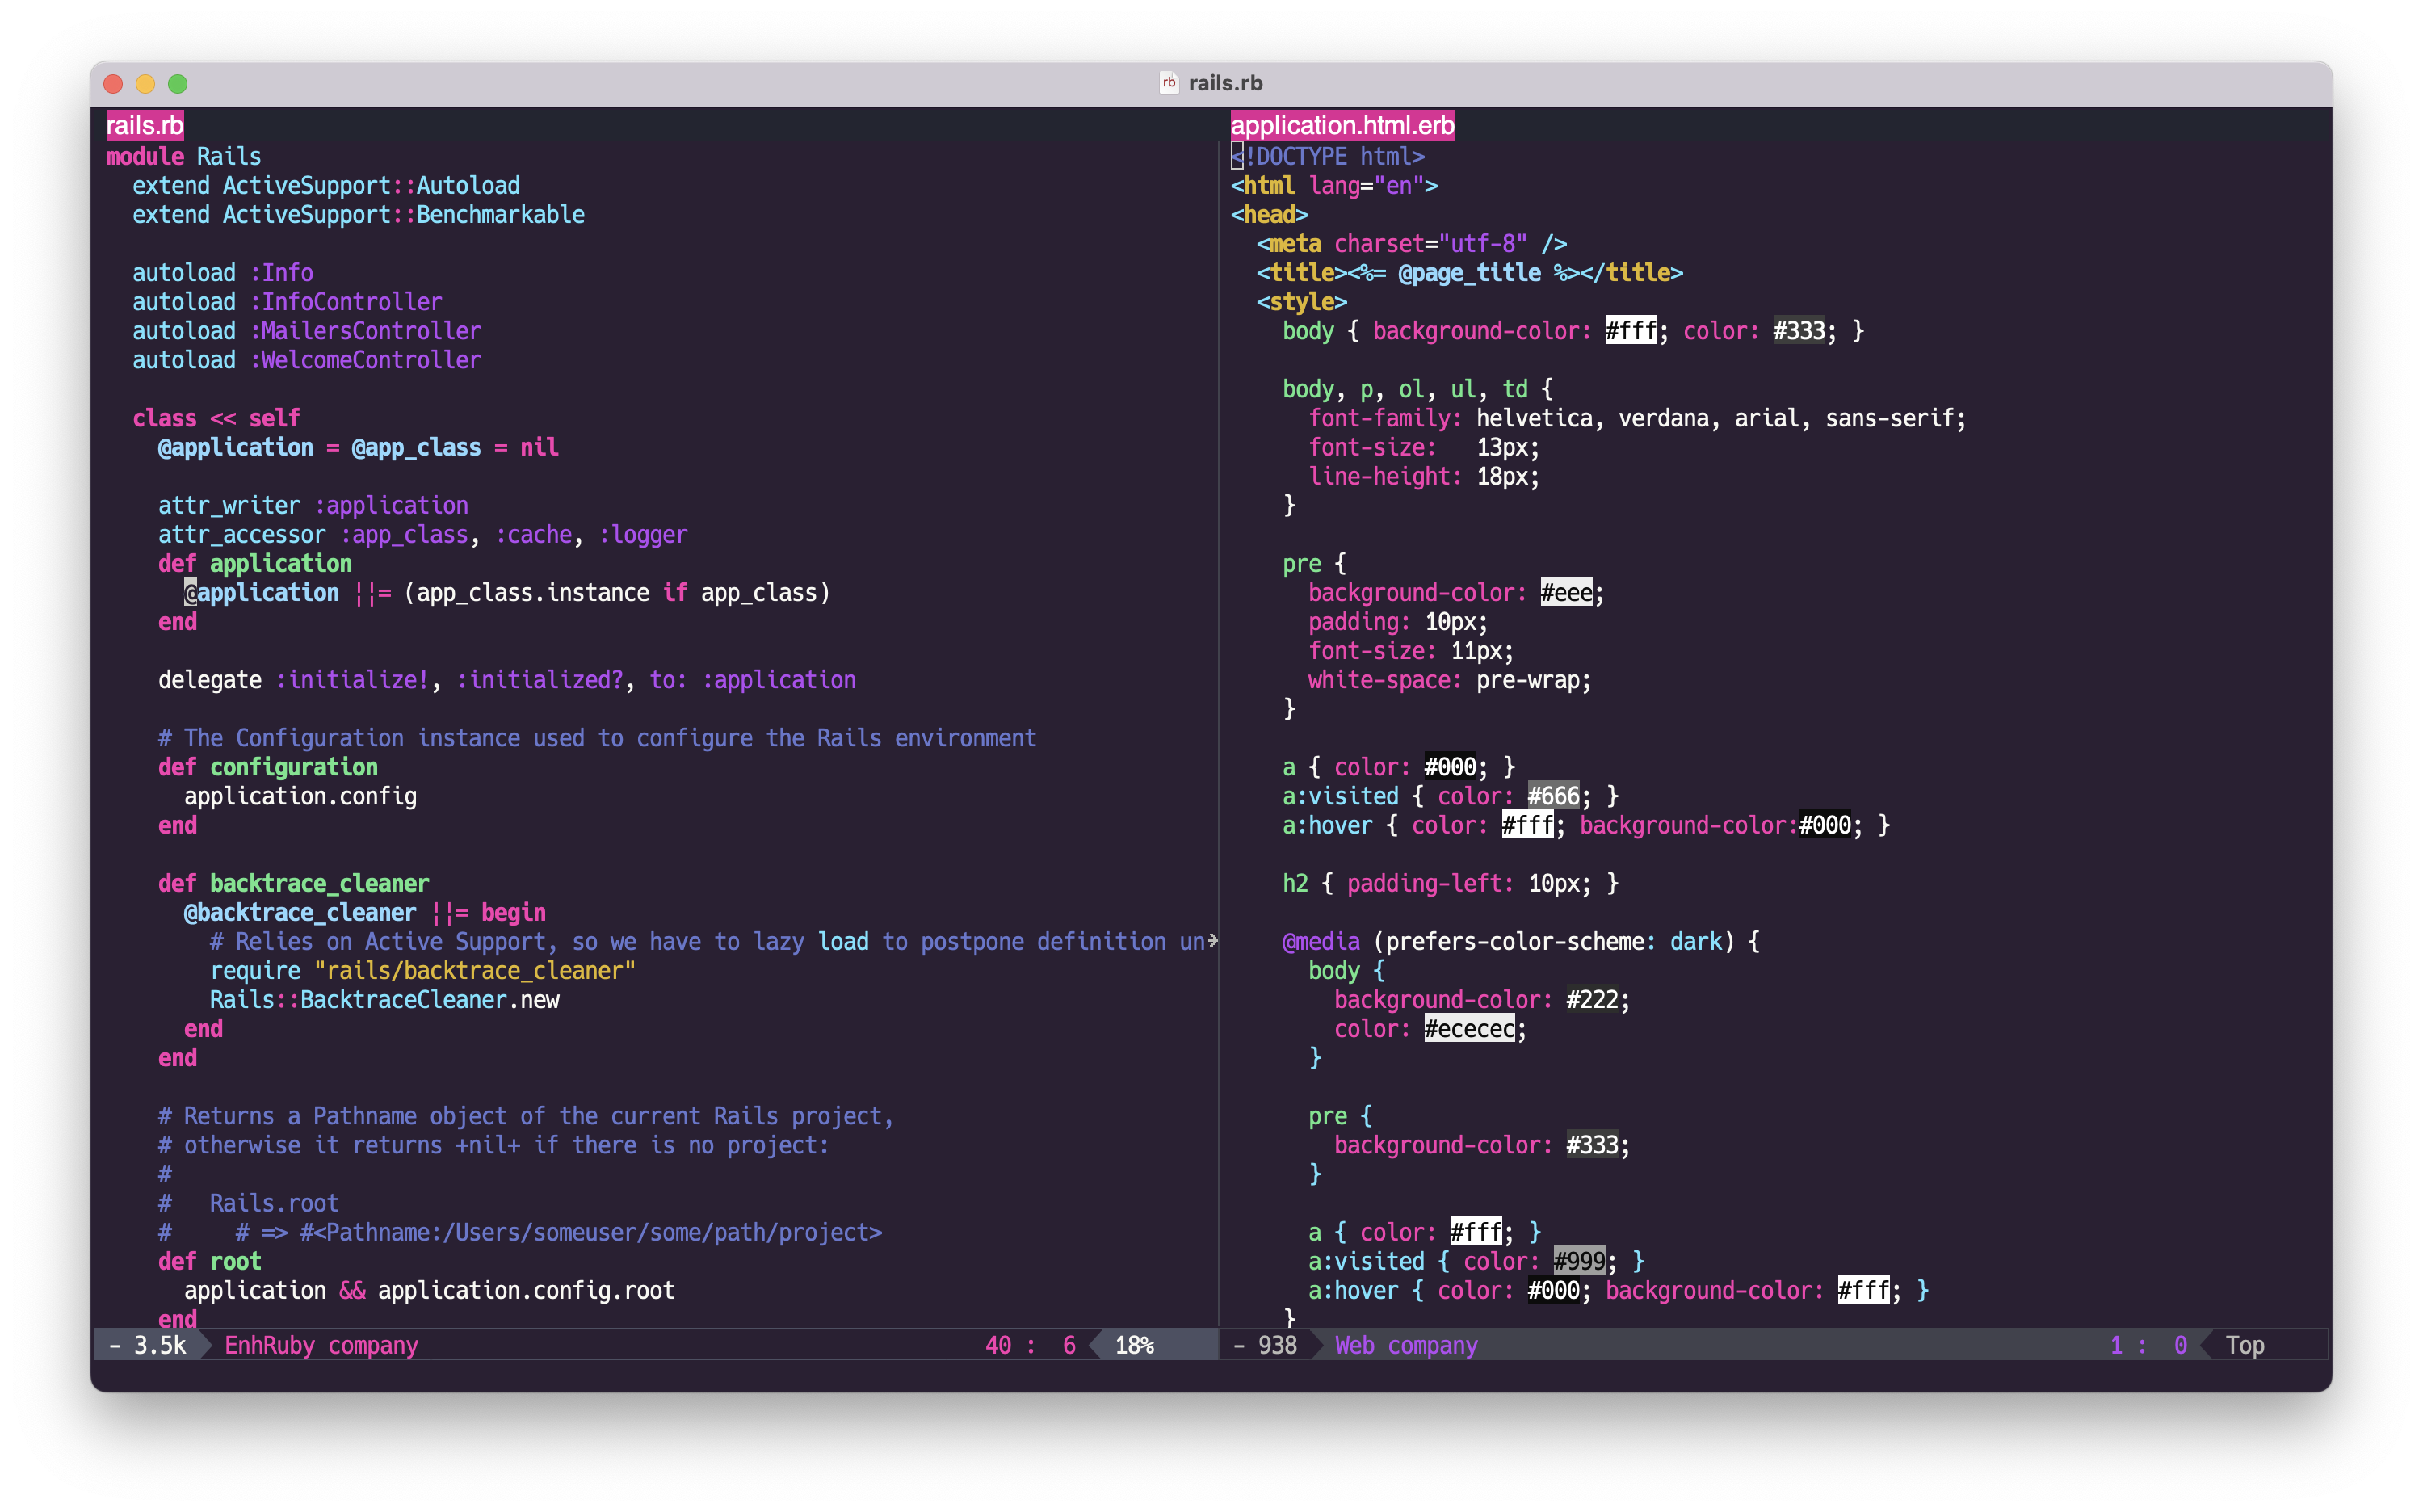 rb rails.rb
rails.rb
module Rails
  extend ActiveSupport::Autoload
  extend ActiveSupport::Benchmarkable

  autoload :Info
  autoload :InfoController
  autoload :MailersController
  autoload :WelcomeController

  class << self
    @application = @app_class = nil

    attr_writer :application
    attr_accessor :app_class, :cache, :logger
    def application
      @application ||= (app_class.instance if app_class)
    end

    delegate :initialize!, :initialized?, to: :application

    # The Configuration instance used to configure the Rails environment
    def configuration
      application.config
    end

    def backtrace_cleaner
      @backtrace_cleaner ||= begin
        # Relies on Active Support, so we have to lazy load to postpone definition un
        require "rails/backtrace_cleaner"
        Rails::BacktraceCleaner.new
      end
    end

    # Returns a Pathname object of the current Rails project,
    # otherwise it returns +nil+ if there is no project:
    #
    #   Rails.root
    #     # => #<Pathname:/Users/someuser/some/path/project>
    def root
      application && application.config.root
    end
- 3.5k EnhRuby company 40 : 6 18%
application.html.erb
<!DOCTYPE html>
<html lang="en">
<head>
  <meta charset="utf-8" />
  <title><%= @page_title %></title>
  <style>
    body { background-color: #fff; color: #333; }

    body, p, ol, ul, td {
      font-family: helvetica, verdana, arial, sans-serif;
      font-size:   13px;
      line-height: 18px;
    }

    pre {
      background-color: #eee;
      padding: 10px;
      font-size: 11px;
      white-space: pre-wrap;
    }

    a { color: #000; }
    a:visited { color: #666; }
    a:hover { color: #fff; background-color:#000; }

    h2 { padding-left: 10px; }

    @media (prefers-color-scheme: dark) {
      body {
        background-color: #222;
        color: #ececec;
      }

      pre {
        background-color: #333;
      }

      a { color: #fff; }
      a:visited { color: #999; }
      a:hover { color: #000; background-color: #fff; }
    }
- 938 Web company 1 : 0 Top